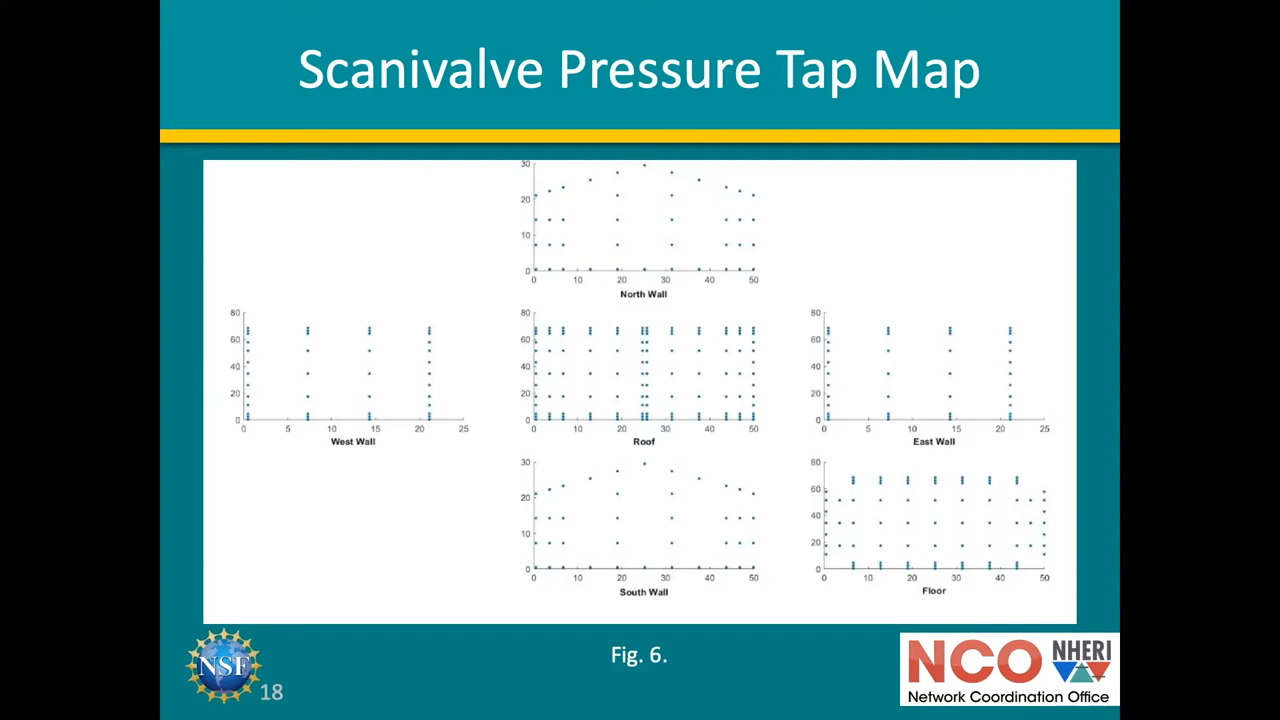 Scanivalve Pressure Tap Map
30
20
10
0
0 10 20 30 40 50
North Wall
80
60
40
20
0
0 5 10 15 20 25
West Wall
80
60
40
20
0
0 10 20 30 40 50
Roof
80
60
40
20
0
0 5 10 15 20 25
East Wall
30
20
10
0
0 10 20 30 40 50
South Wall
80
60
40
20
0
0 10 20 30 40 50
Floor
Fig. 6.
NSF
18
NCO NHERI
Network Coordination Office